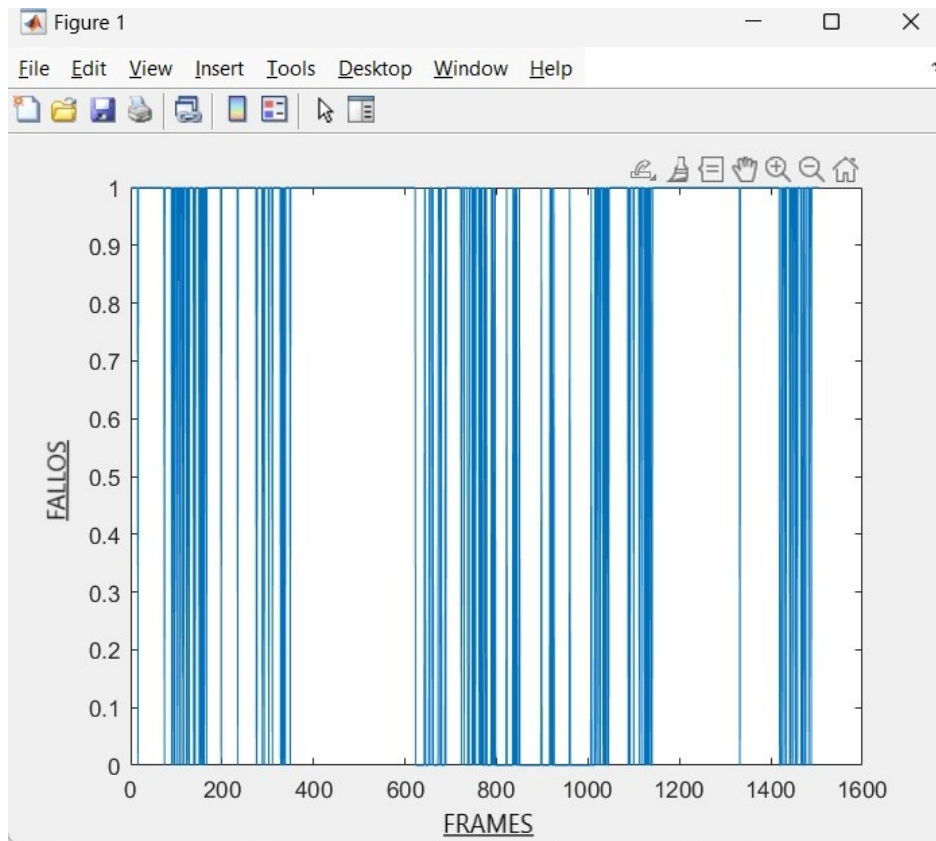 Figure 1
File Edit View Insert Tools Desktop Window Help
1
0.9
0.8
0.7
0.6
0.5
0.4
0.3
0.2
0.1
0
FALLOS
0 200 400 600 800 1000 1200 1400 1600
FRAMES